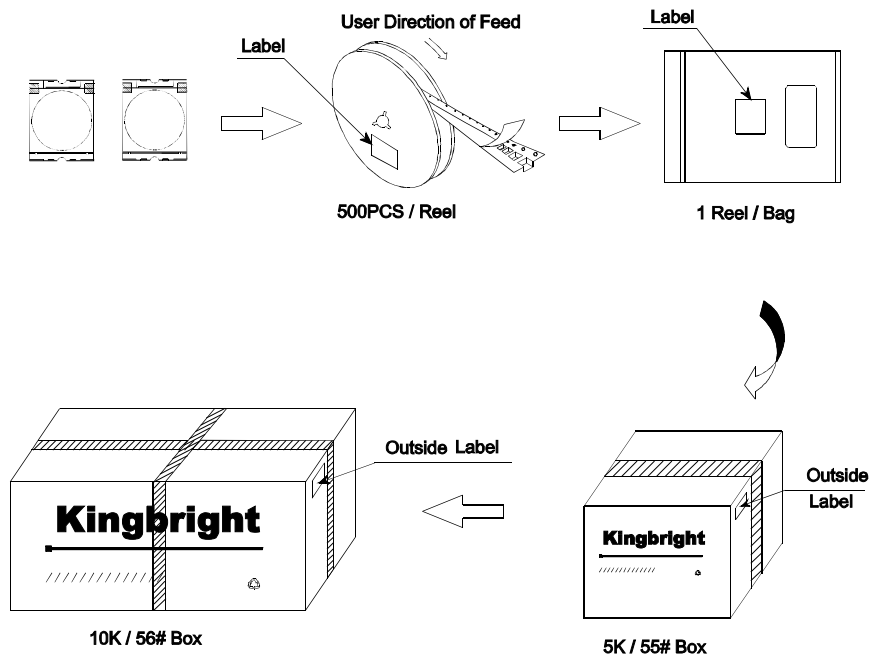 User Direction of Feed
Label
Label
500PCS / Reel
1 Reel / Bag
Outside Label
Outside
Label
Kingbright
Kingbright
10K / 56# Box
5K / 55# Box